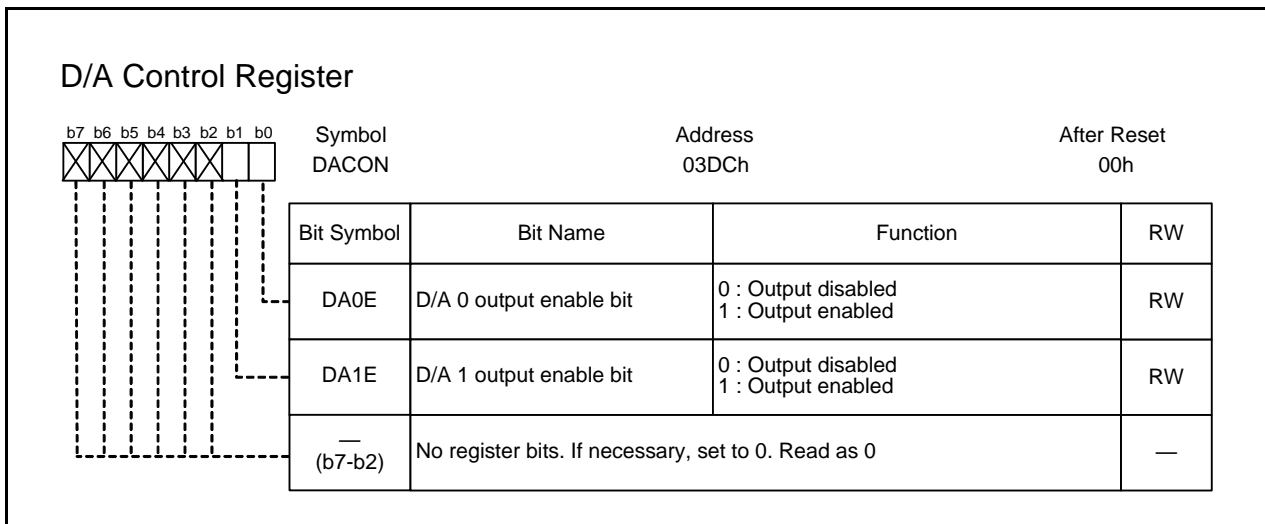 D/A Control Register
b7 b6 b5 b4 b3 b2 b1 b0
Symbol Address After Reset
DACON 03DCh 00h
Bit Symbol Bit Name Function RW
DA0E D/A 0 output enable bit 0 : Output disabled
1 : Output enabled RW
DA1E D/A 1 output enable bit 0 : Output disabled
1 : Output enabled RW
—
(b7-b2) No register bits. If necessary, set to 0. Read as 0 —